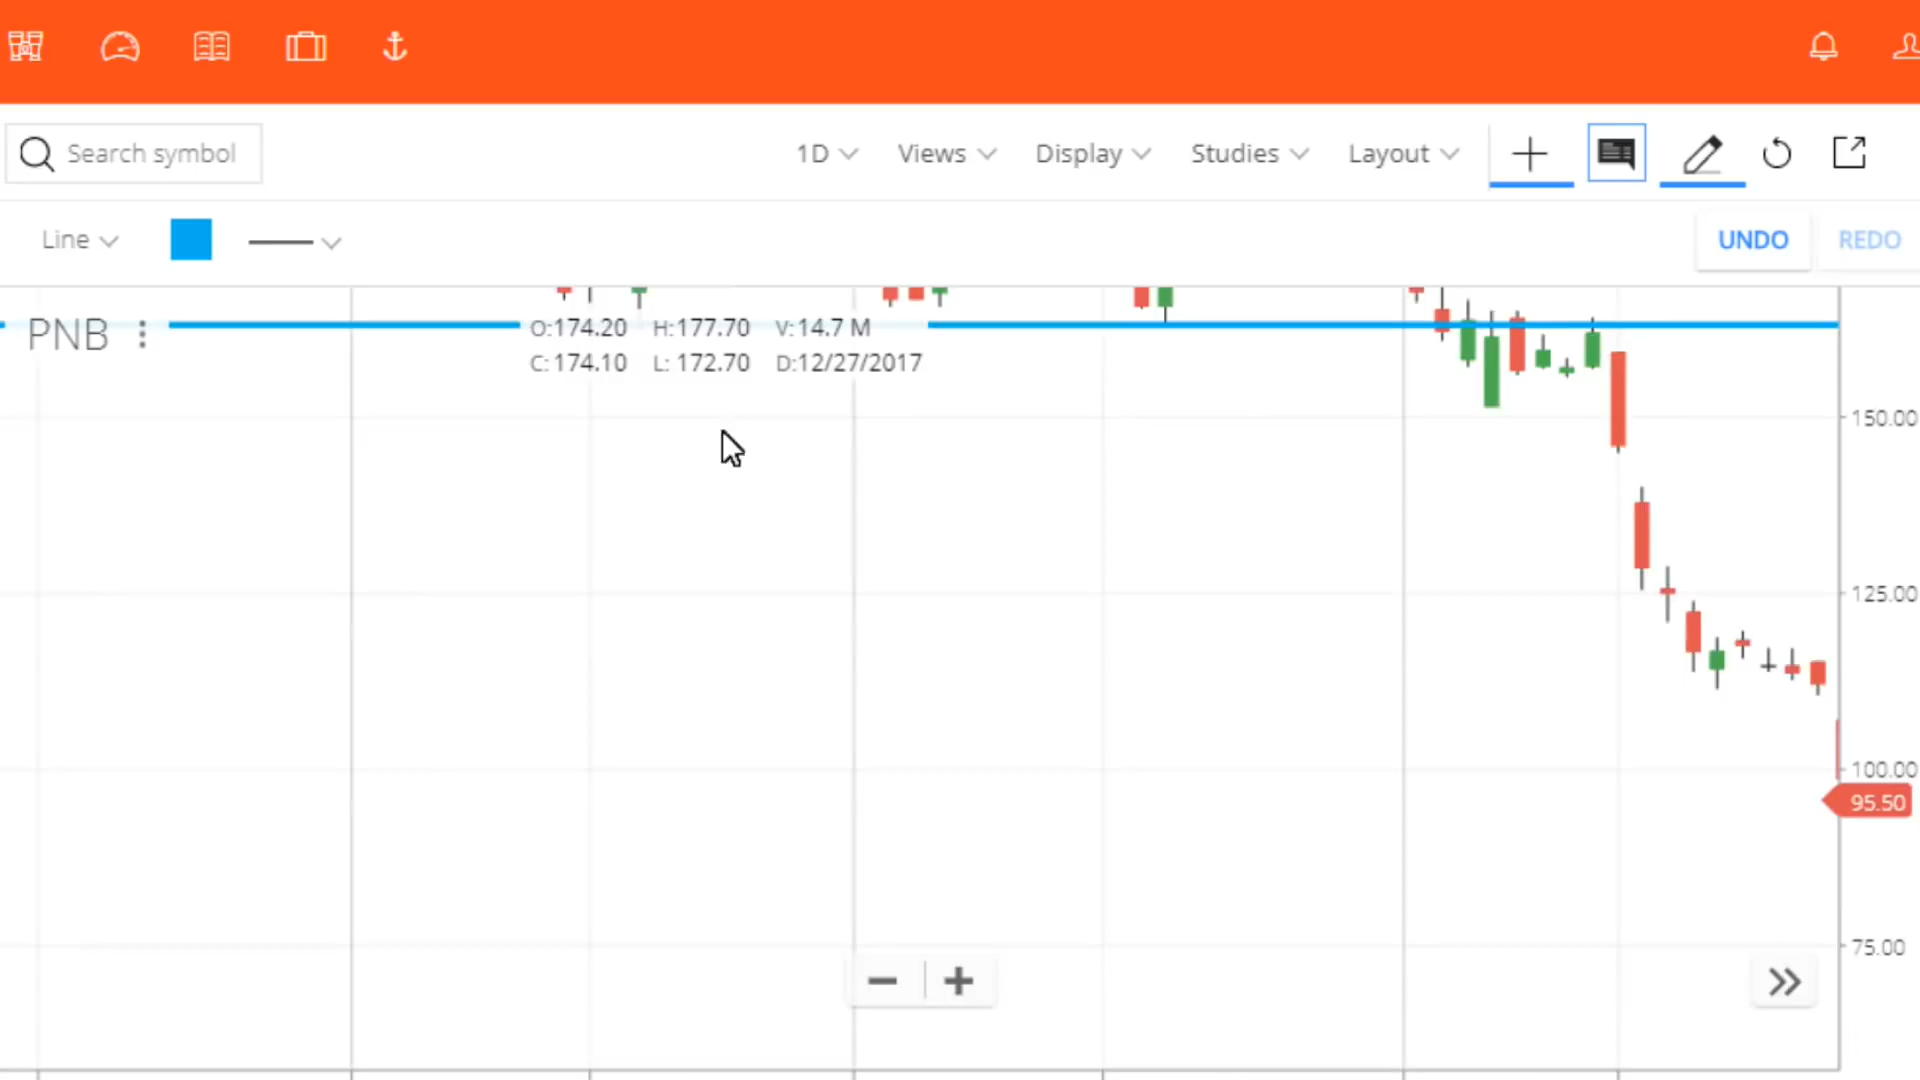 Search symbol
1D Views Display Studies Layout
Line
UNDO REDO
PNB
O:174.20 H:177.70 V:14.7 M
C:174.10 L: 172.70 D:12/27/2017
150.00
125.00
100.00
95.50
75.00